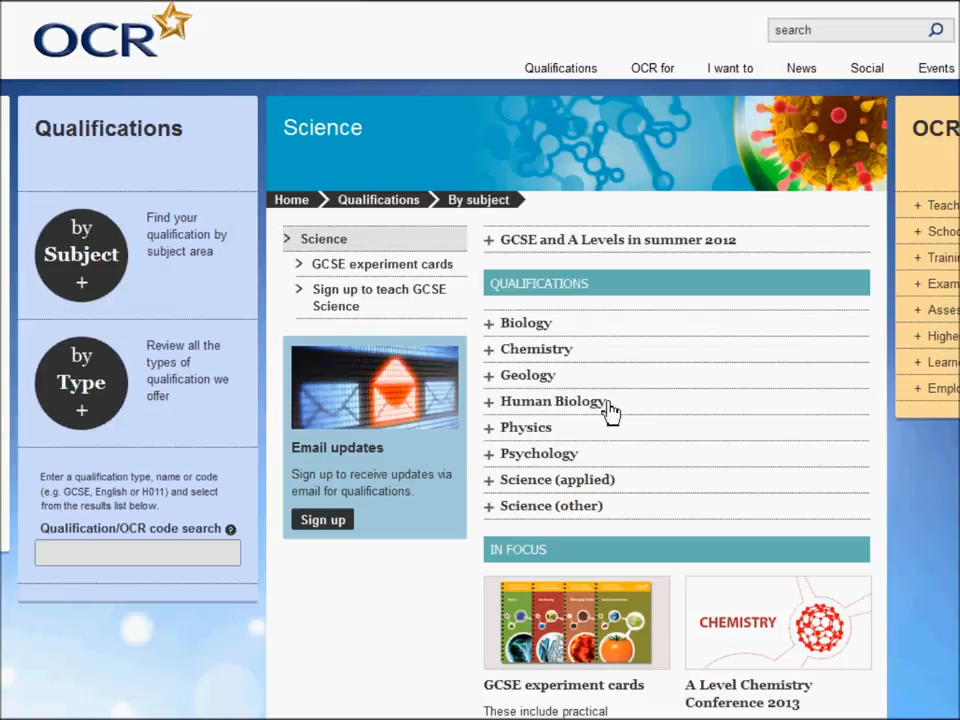 OCR
search
Qualifications
OCR for
I want to
News
Social
Events
Qualifications
by
Subject
+
Find your
qualification by
subject area
by
Type
+
Review all the
types of
qualification we
offer
Enter a qualification type, name or code
(e.g. GCSE, English or H011) and select
from the results list below.
Qualification/OCR code search ?
Science
Home
Qualifications
By subject
> Science
> GCSE experiment cards
> Sign up to teach GCSE
Science
Email updates
Sign up to receive updates via
email for qualifications.
Sign up
+ GCSE and A Levels in summer 2012
QUALIFICATIONS
+ Biology
+ Chemistry
+ Geology
+ Human Biology
+ Physics
+ Psychology
+ Science (applied)
+ Science (other)
IN FOCUS
CHEMISTRY
GCSE experiment cards
These include practical
A Level Chemistry
Conference 2013
OCR
+ Teach
+ Scho
+ Traini
+ Exam
+ Asses
+ Highe
+ Learn
+ Emplo